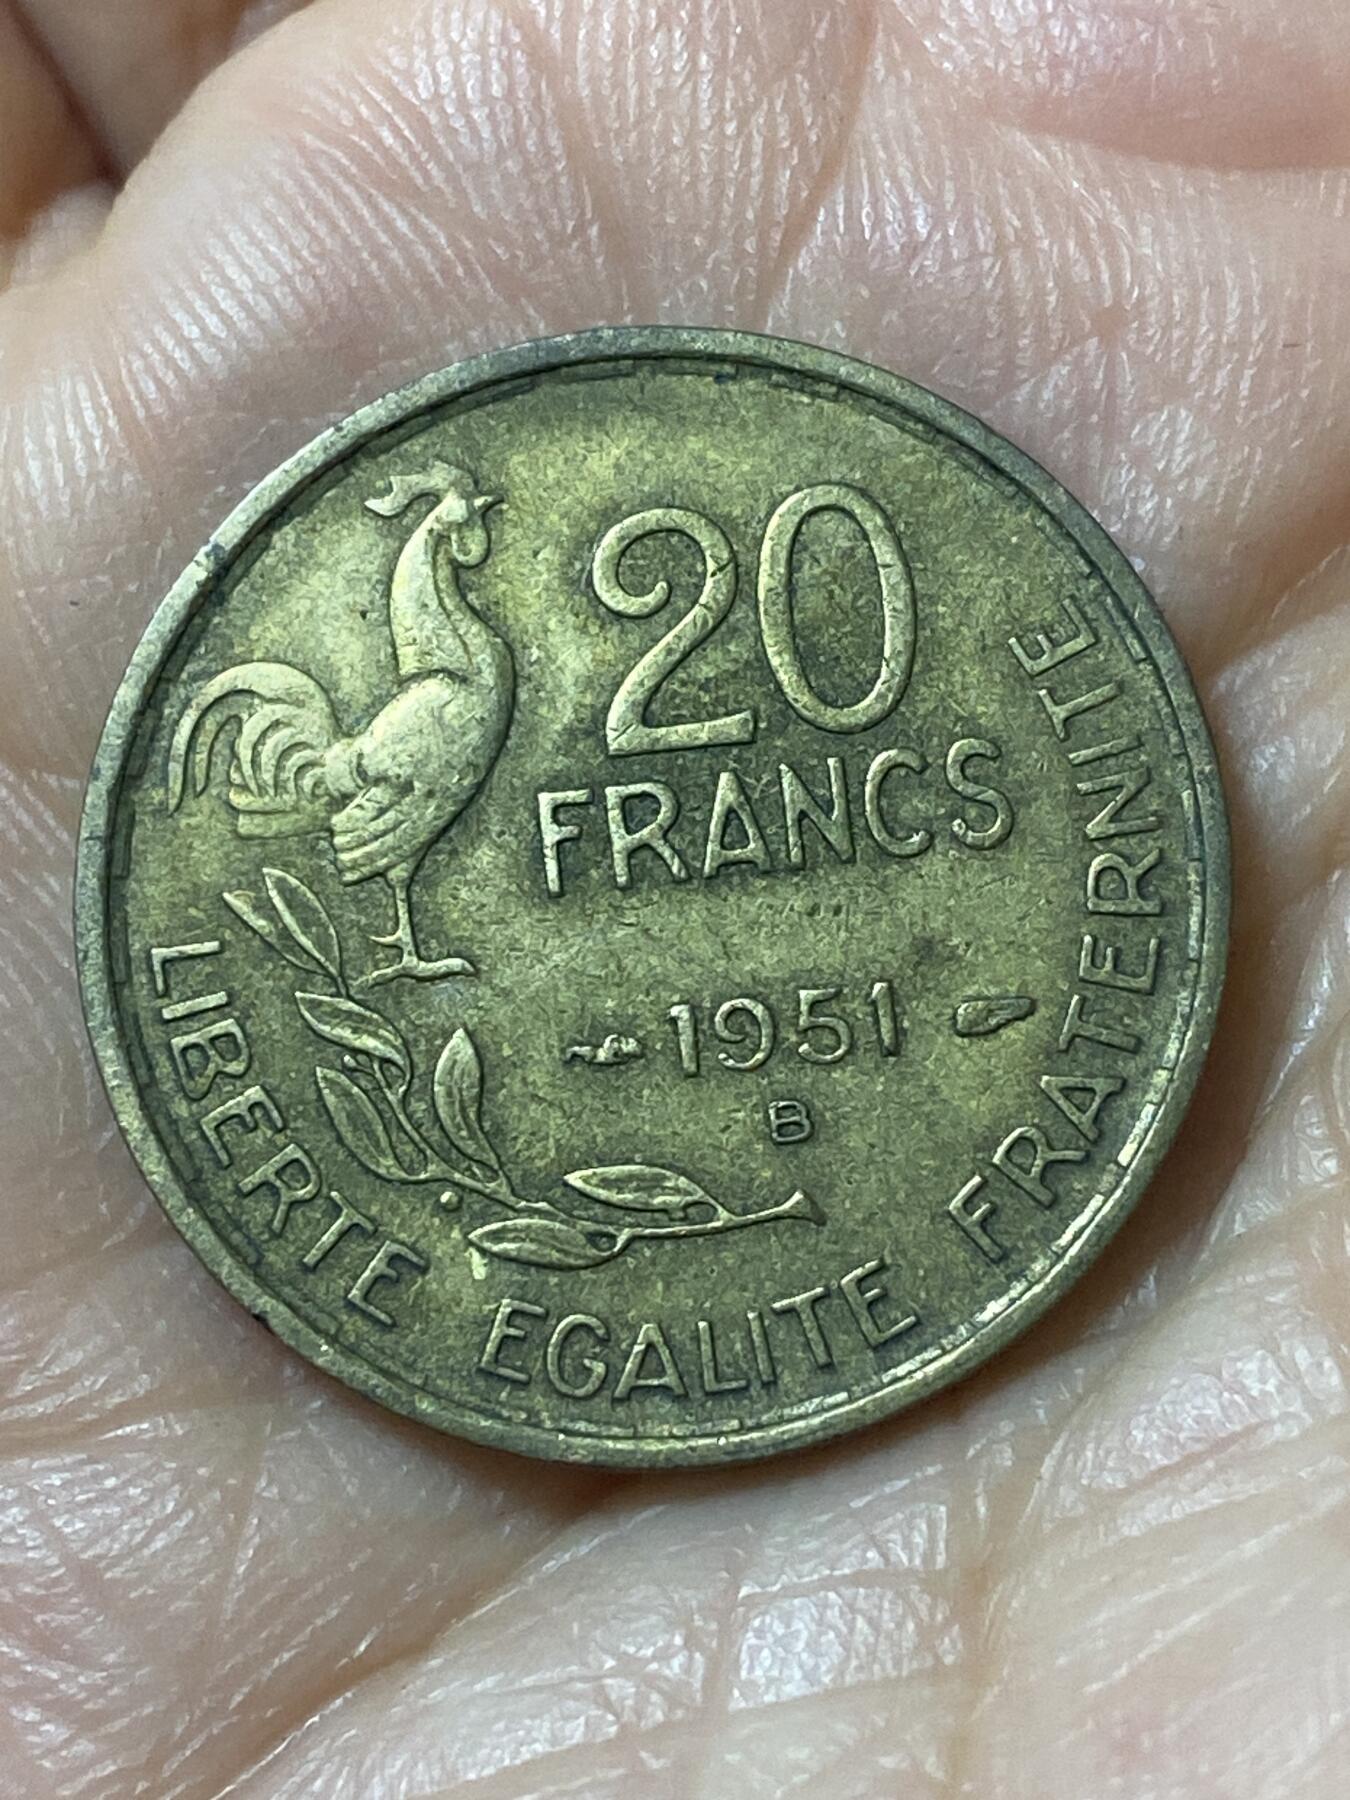 20
FRANCS
1951
B
LIBERTE EGALITE FRATERNITE